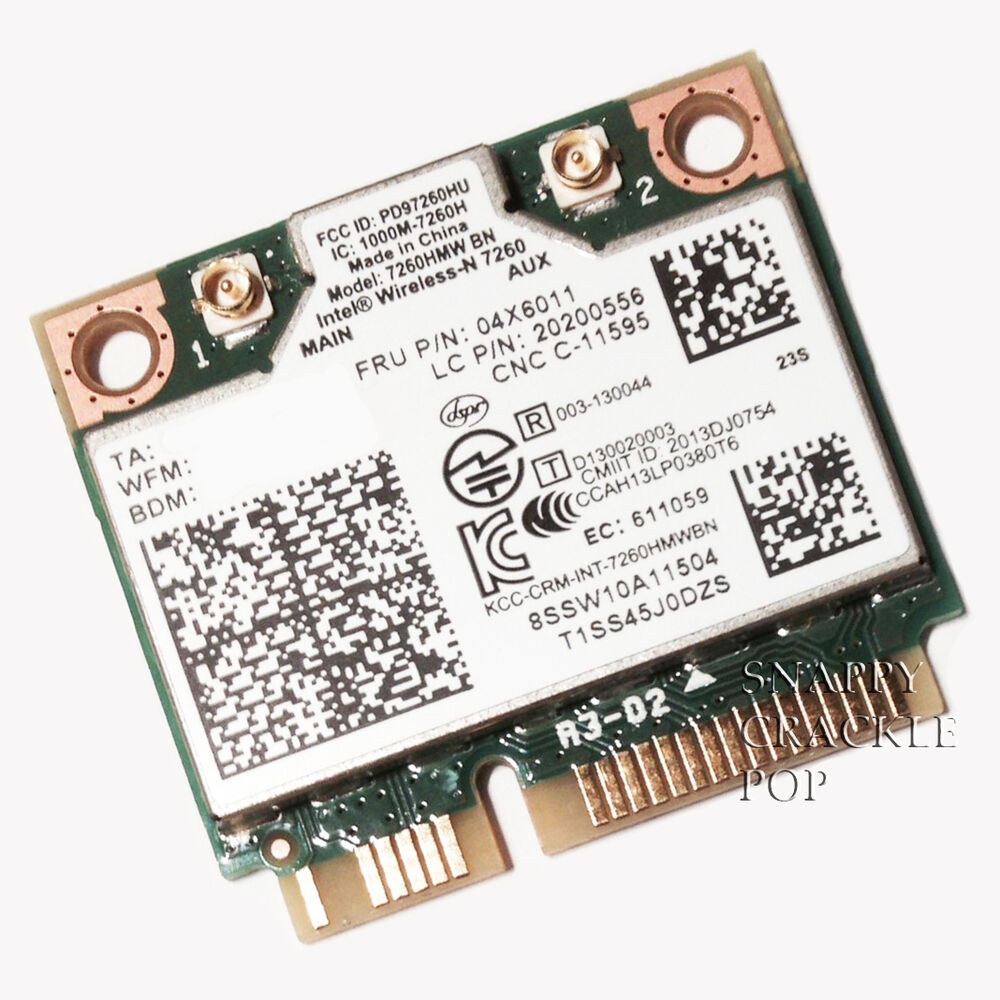 FCC ID: PD97260HU
IC: 1000M-7260H
Made in China
Model: 7260HMW BN
Intel® Wireless-N 7260
MAIN
AUX
1
2
FRU P/N: 04X6011
LC P/N: 20200556
CNC C-11595
23S
TA:
WFM:
BDM:
dspr
R 003-130044
T D130020003
CMIIT ID: 2013DJ0754
CCAH13LP0380T6
EC: 611059
KCC-CRM-INT-7260HMWBN
8SSW10A11504
T1SS45J0DZS
R3-02
SNAPPY
CRACKLE
POP